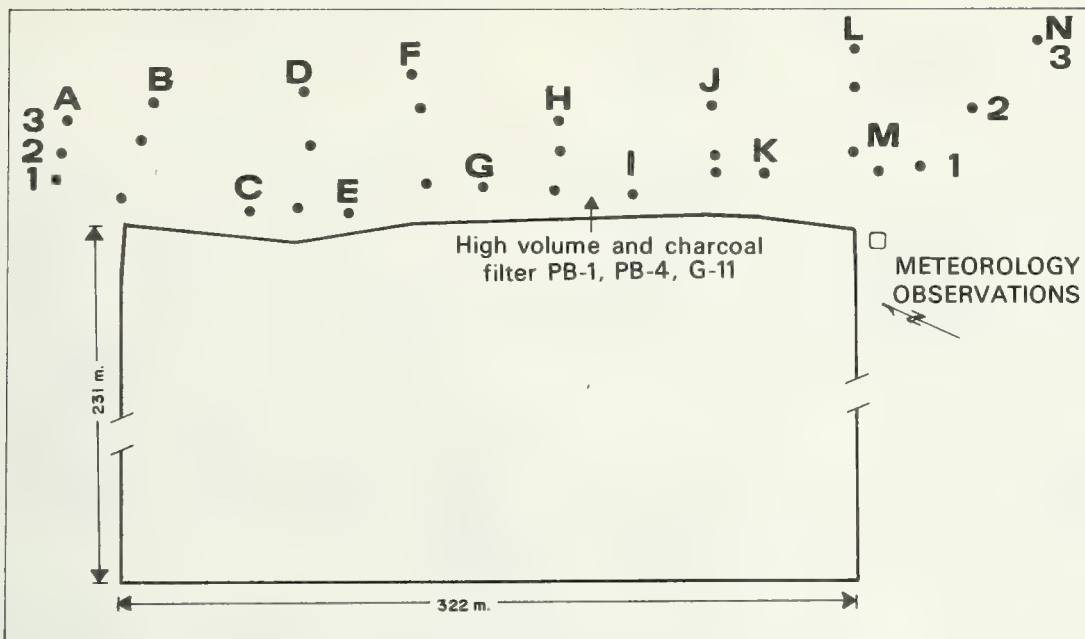 L
N
F
3
D
B
J
A
H
3
2
2
M
K
G
I
1
1
C
E
High volume and charcoal
filter PB-1, PB-4, G-11
METEOROLOGY
OBSERVATIONS
231 m.
322 m.